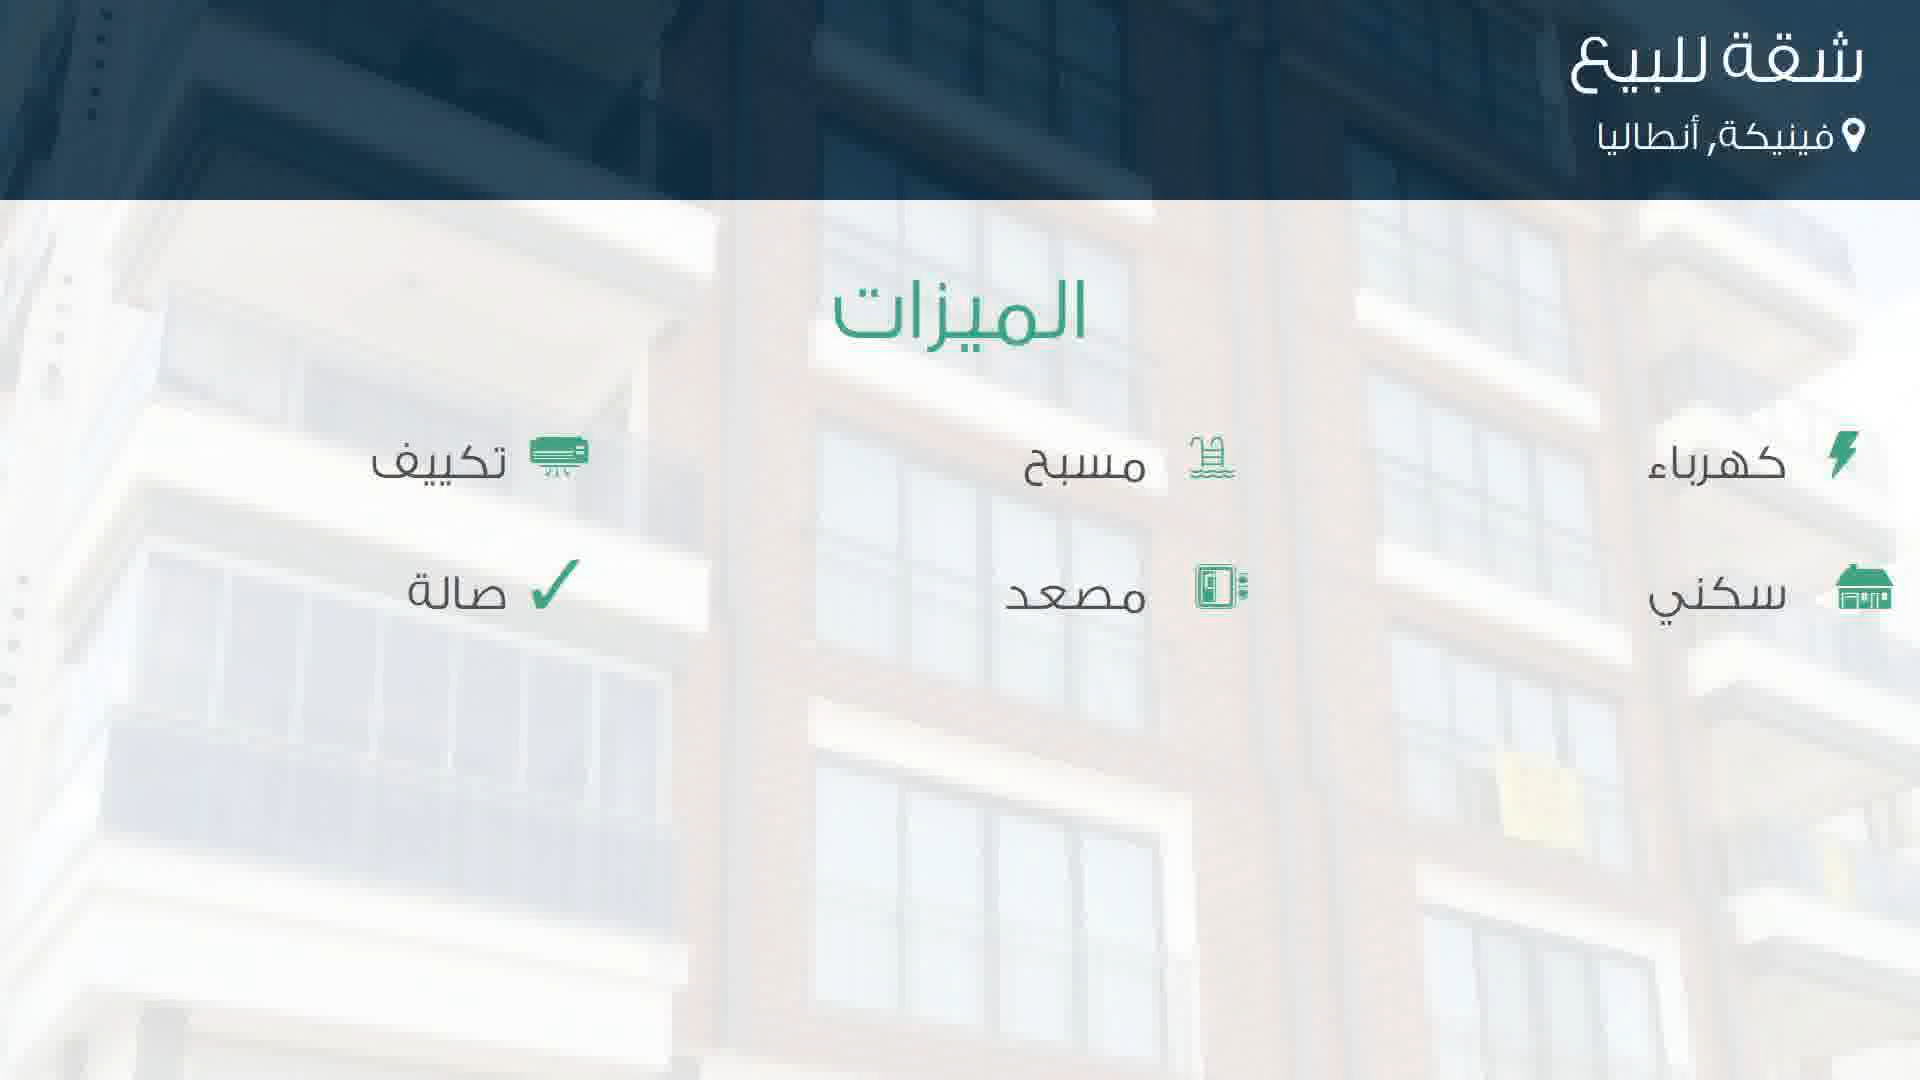 شقة للبيع
فينيكة, أنطاليا
الميزات
كهرباء
مسبح
تكييف
سكني
مصعد
صالة